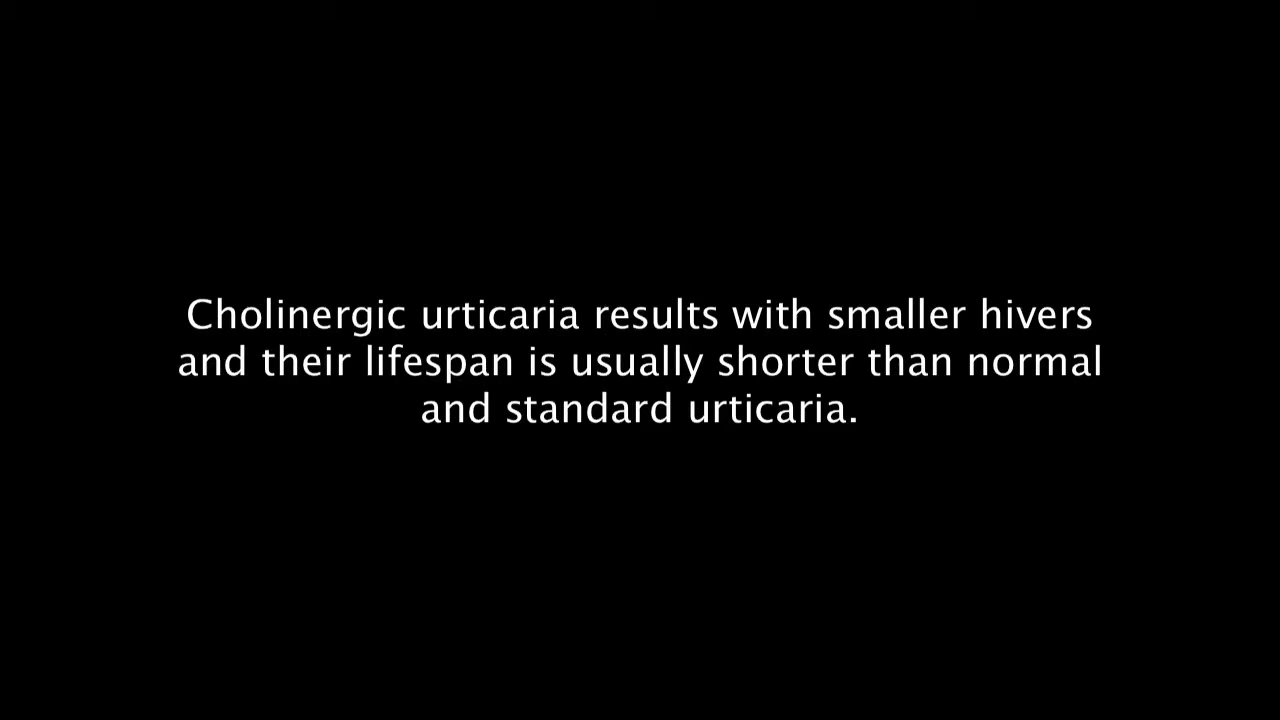 Cholinergic urticaria results with smaller hivers
and their lifespan is usually shorter than normal
and standard urticaria.